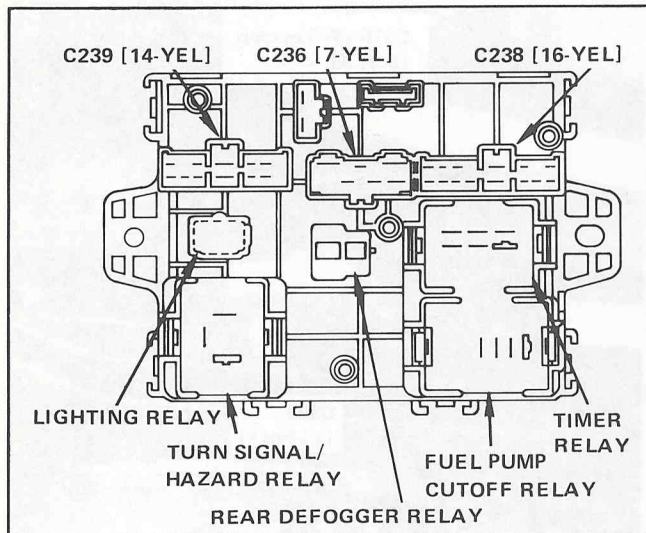 C239 [14-YEL] C236 [7-YEL] C238 [16-YEL]
LIGHTING RELAY
TURN SIGNAL/
HAZARD RELAY
REAR DEFOGGER RELAY
FUEL PUMP
CUTOFF RELAY
TIMER
RELAY